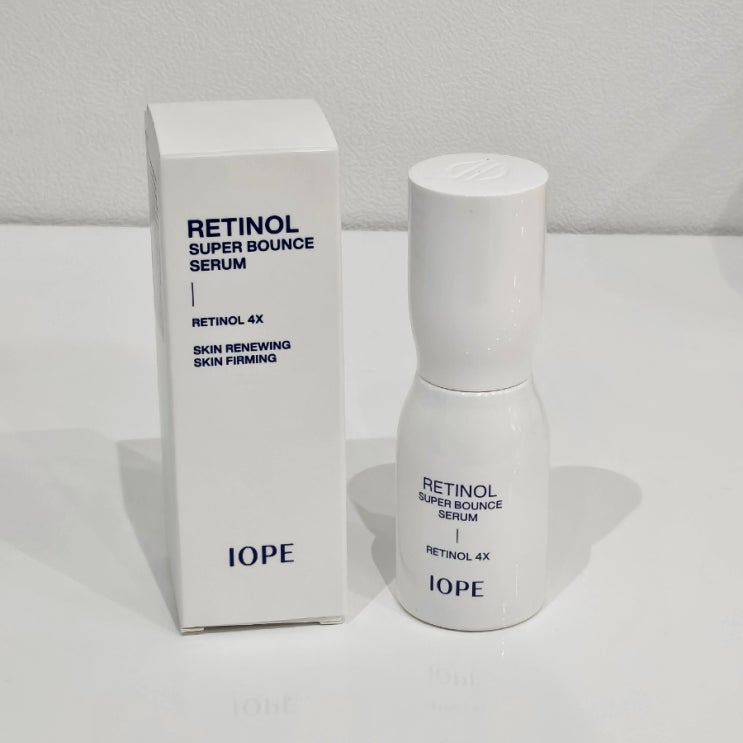 RETINOL
SUPER BOUNCE
SERUM
RETINOL 4X
SKIN RENEWING
SKIN FIRMING
IOPE
RETINOL
SUPER BOUNCE
SERUM
RETINOL 4X
IOPE